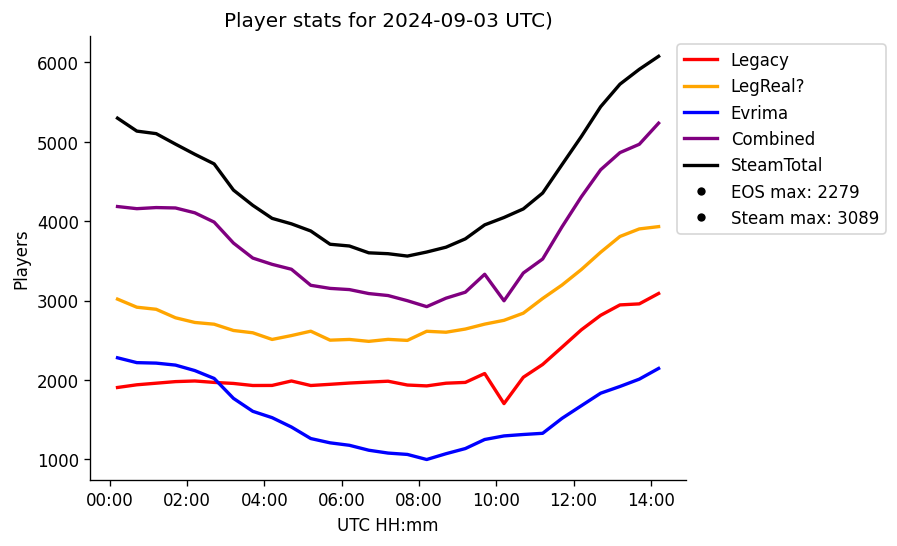 Player stats for 2024-09-03 UTC)
Players
6000
5000
4000
3000
2000
1000
00:00 02:00 04:00 06:00 08:00 10:00 12:00 14:00
UTC HH:mm
Legacy
LegReal?
Evrima
Combined
SteamTotal
EOS max: 2279
Steam max: 3089